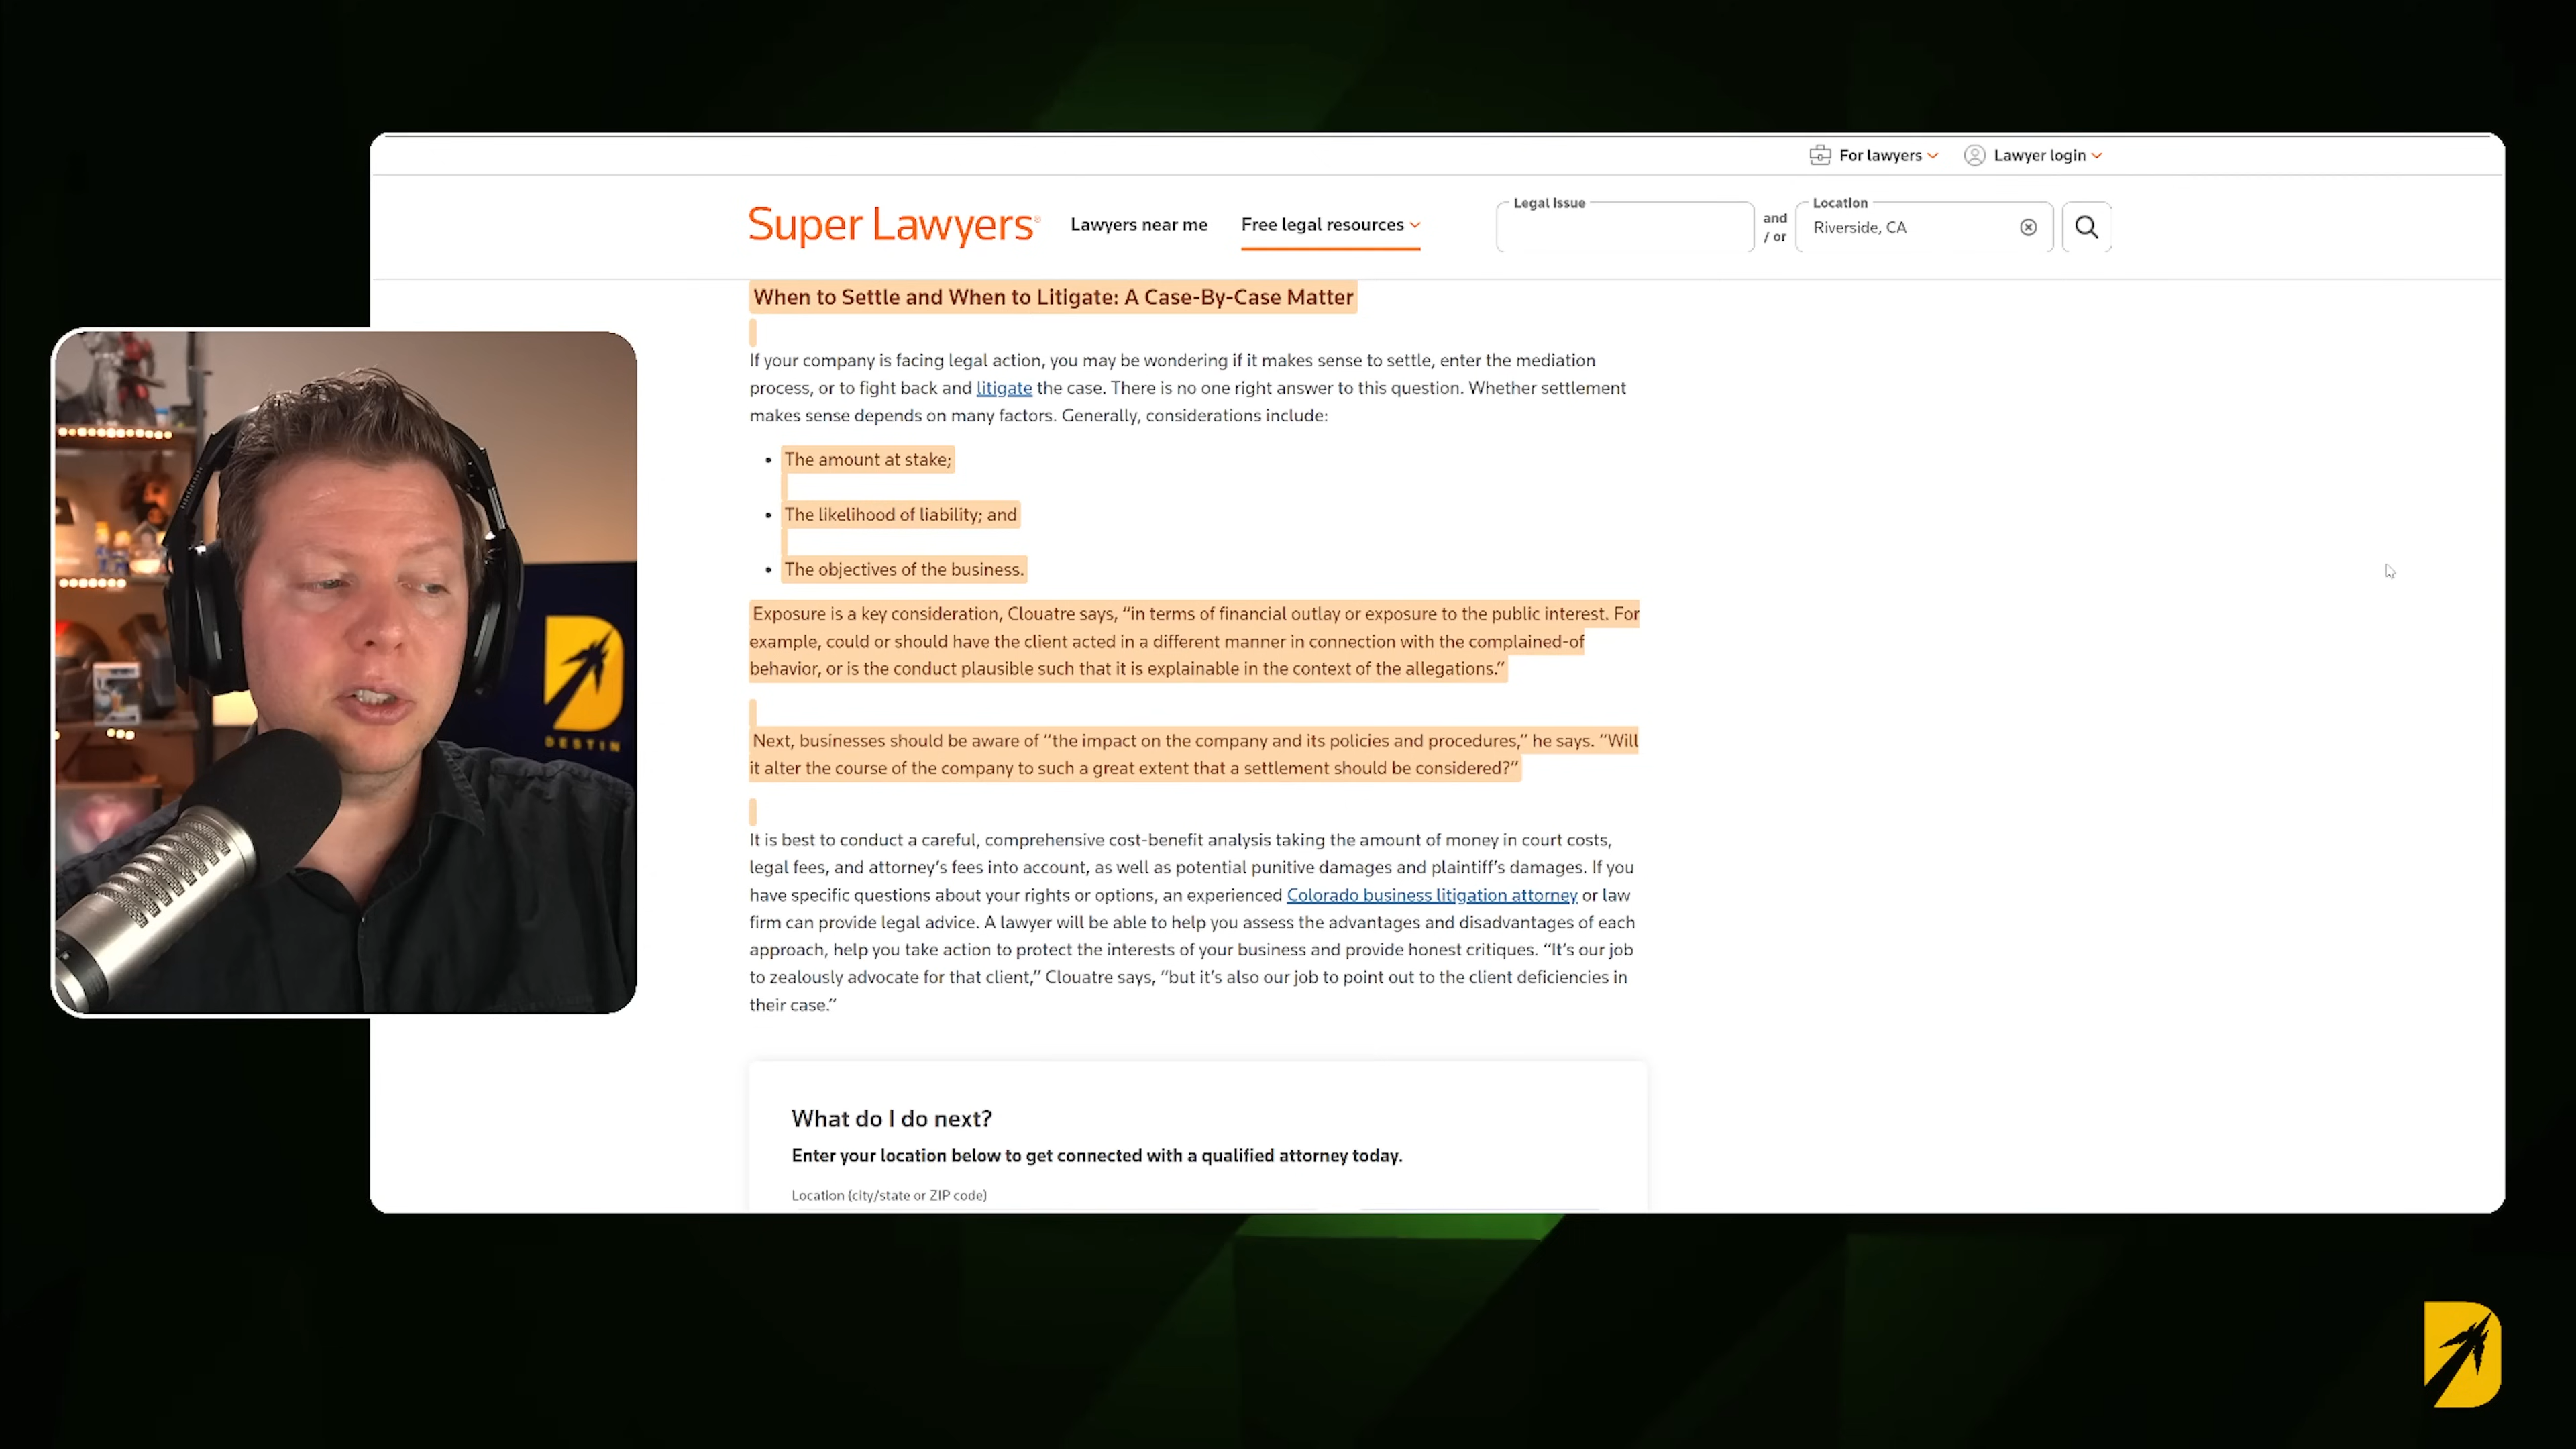 For lawyers
Lawyer login
Super Lawyers
Lawyers near me
Free legal resources
Legal Issue
and
/ or
Location
Riverside, CA
When to Settle and When to Litigate: A Case-By-Case Matter
If your company is facing legal action, you may be wondering if it makes sense to settle, enter the mediation
process, or to fight back and litigate the case. There is no one right answer to this question. Whether settlement
makes sense depends on many factors. Generally, considerations include:
• The amount at stake;
• The likelihood of liability; and
• The objectives of the business.
Exposure is a key consideration, Clouatre says, “in terms of financial outlay or exposure to the public interest. For
example, could or should have the client acted in a different manner in connection with the complained-of
behavior, or is the conduct plausible such that it is explainable in the context of the allegations.”
Next, businesses should be aware of “the impact on the company and its policies and procedures,” he says. “Will
it alter the course of the company to such a great extent that a settlement should be considered?”
It is best to conduct a careful, comprehensive cost-benefit analysis taking the amount of money in court costs,
legal fees, and attorney’s fees into account, as well as potential punitive damages and plaintiff’s damages. If you
have specific questions about your rights or options, an experienced Colorado business litigation attorney or law
firm can provide legal advice. A lawyer will be able to help you assess the advantages and disadvantages of each
approach, help you take action to protect the interests of your business and provide honest critiques. “It’s our job
to zealously advocate for that client,” Clouatre says, “but it’s also our job to point out to the client deficiencies in
their case.”
What do I do next?
Enter your location below to get connected with a qualified attorney today.
Location (city/state or ZIP code)
DESTIN